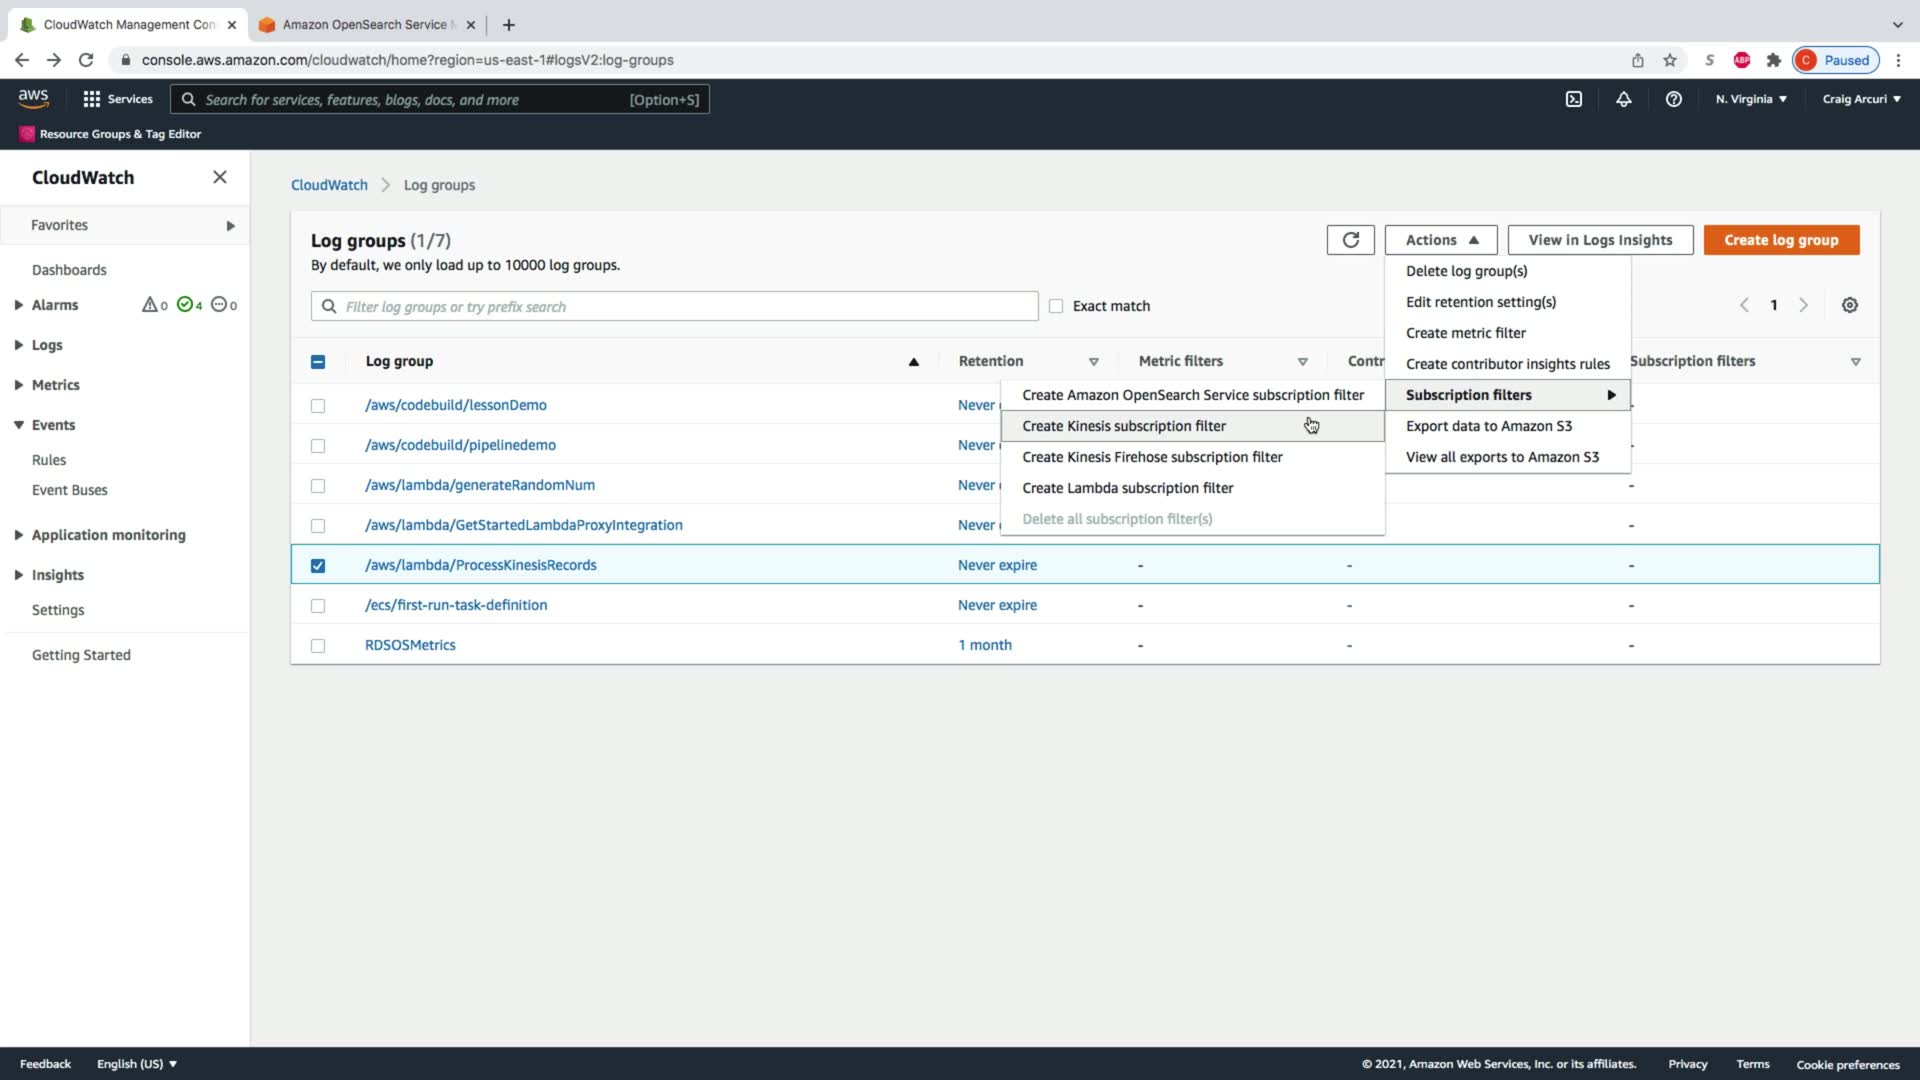 CloudWatch Management Con
Amazon OpenSearch Service
console.aws.amazon.com/cloudwatch/home?region=us-east-1#logsV2:log-groups
S
ABP
C Paused
aws
Services
Search for services, features, blogs, docs, and more [Option+S]
N. Virginia
Craig Arcuri
Resource Groups & Tag Editor
CloudWatch
Favorites
Dashboards
Alarms 0 4 0
Logs
Metrics
Events
Rules
Event Buses
Application monitoring
Insights
Settings
Getting Started
CloudWatch Log groups
Log groups (1/7)
By default, we only load up to 10000 log groups.
Actions
View in Logs Insights
Create log group
Filter log groups or try prefix search
Exact match
1
Delete log group(s)
Edit retention setting(s)
Create metric filter
Create contributor insights rules
Subscription filters
Export data to Amazon S3
View all exports to Amazon S3
Create Amazon OpenSearch Service subscription filter
Create Kinesis subscription filter
Create Kinesis Firehose subscription filter
Create Lambda subscription filter
Delete all subscription filter(s)
Log group Retention Metric filters Contr Subscription filters
/aws/codebuild/lessonDemo Never -
/aws/codebuild/pipelinedemo Never -
/aws/lambda/generateRandomNum Never -
/aws/lambda/GetStartedLambdaProxyIntegration Never -
/aws/lambda/ProcessKinesisRecords Never expire - - -
/ecs/first-run-task-definition Never expire - - -
RDSOSMetrics 1 month - - -
Feedback English (US)
© 2021, Amazon Web Services, Inc. or its affiliates. Privacy Terms Cookie preferences